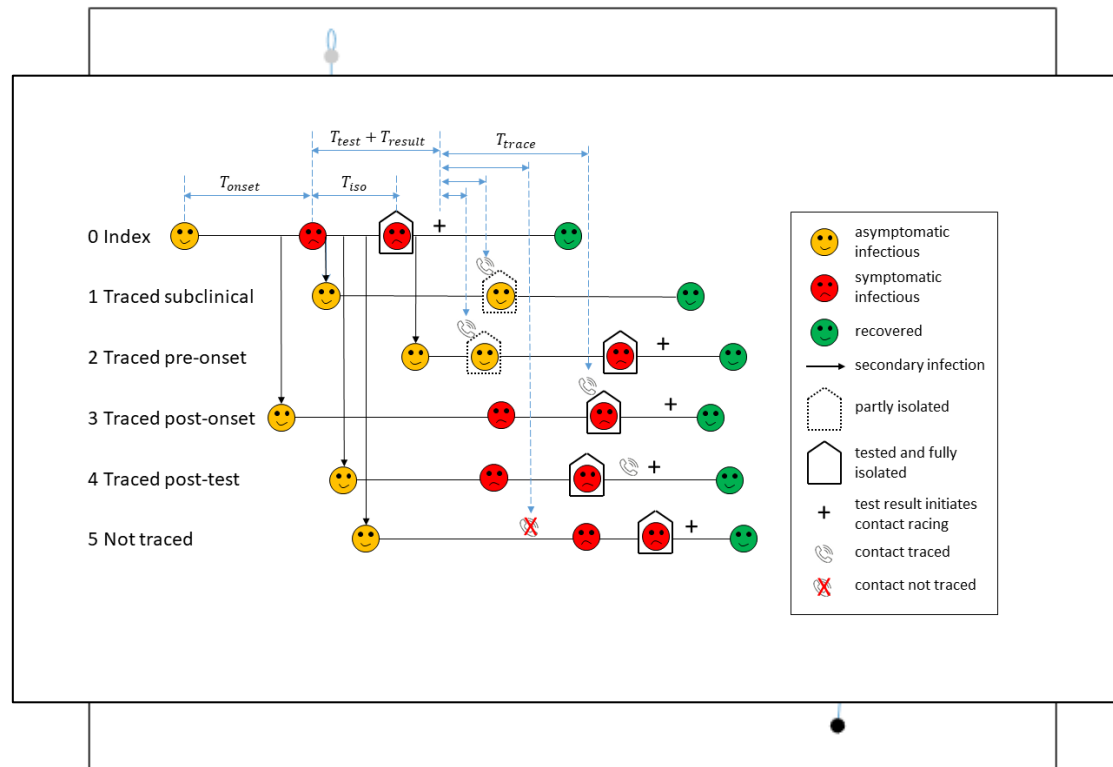 T_test + T_result
T_trace
T_onset
T_iso
0 Index
+
1 Traced subclinical
2 Traced pre-onset
+
3 Traced post-onset
+
4 Traced post-test
+
5 Not traced
+
asymptomatic
infectious
symptomatic
infectious
recovered
secondary infection
partly isolated
tested and fully
isolated
+
test result initiates
contact racing
contact traced
contact not traced